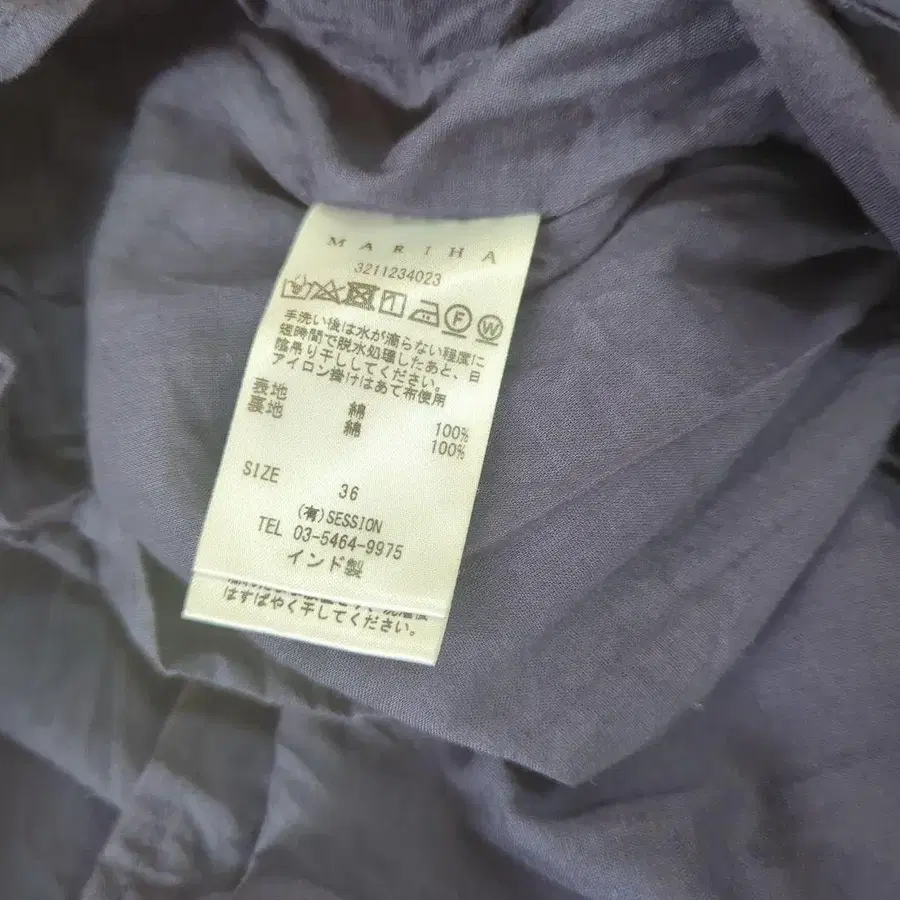 MARIHA
3211234023
F W
手洗い後は水が滴らない程度に
短時間で脱水処理したあと、日
陰吊り干ししてください。
アイロン掛けはあて布使用
表地 綿 100%
裏地 綿 100%
SIZE 36
(有)SESSION
TEL 03-5464-9975
インド製
はすばやく干してください。